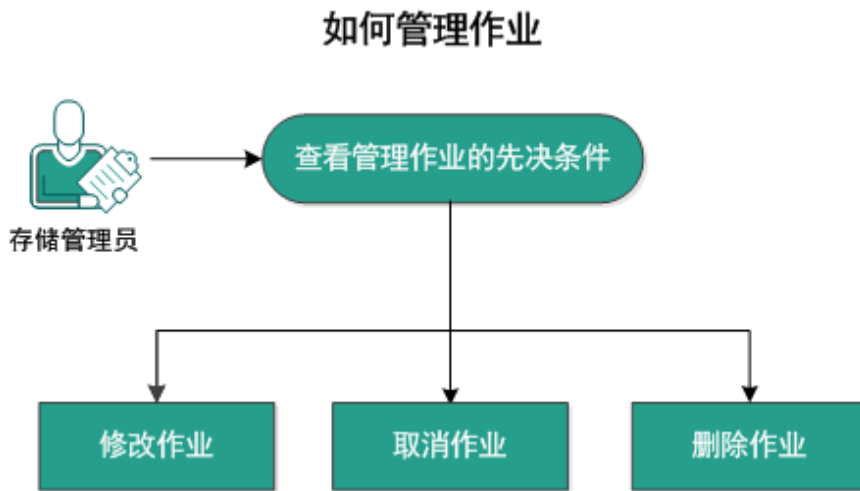 如何管理作业
查看管理作业的先决条件
存储管理员
修改作业
取消作业
删除作业